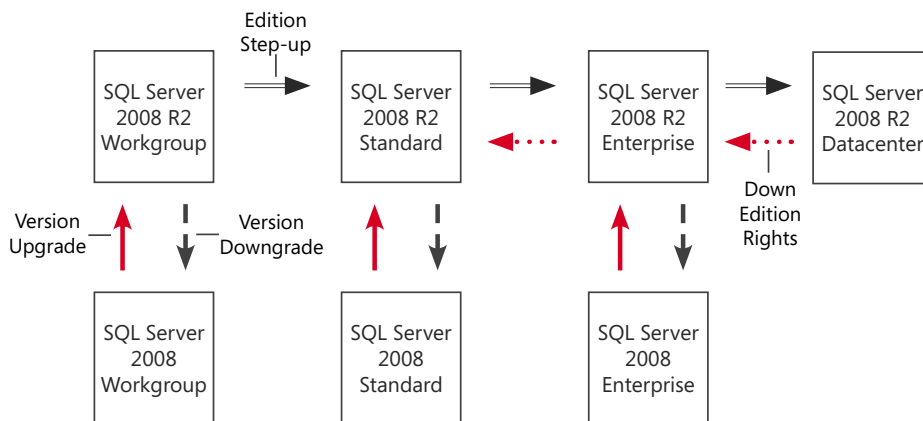 Edition
Step-up
SQL Server
2008 R2
Workgroup
SQL Server
2008 R2
Standard
SQL Server
2008 R2
Enterprise
SQL Server
2008 R2
Datacenter
Version
Upgrade
Version
Downgrade
Down
Edition
Rights
SQL Server
2008
Workgroup
SQL Server
2008
Standard
SQL Server
2008
Enterprise